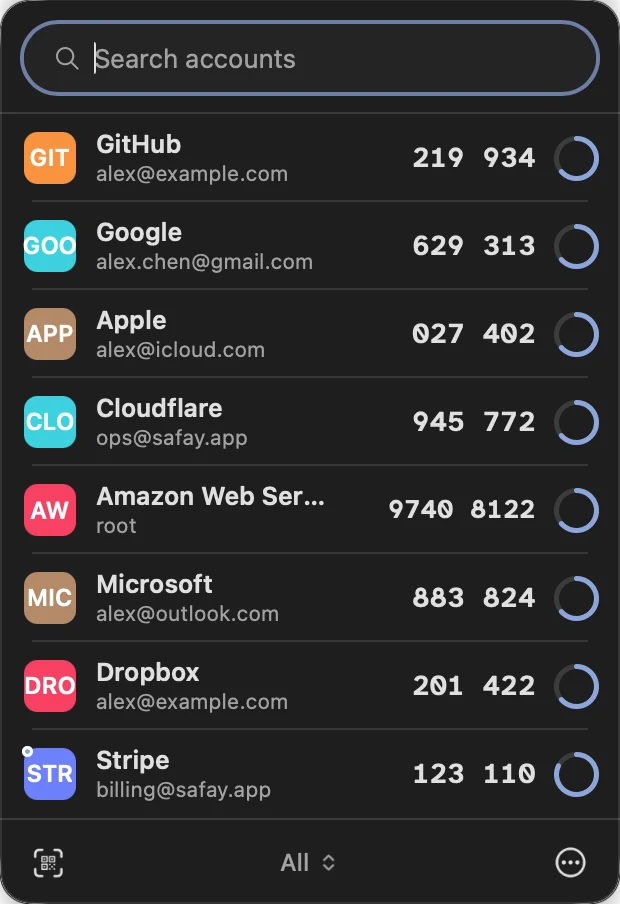 Search accounts
GIT GitHub 219 934
alex@example.com
GOO Google 629 313
alex.chen@gmail.com
APP Apple 027 402
alex@icloud.com
CLO Cloudflare 945 772
ops@safay.app
AW Amazon Web Ser... 9740 8122
root
MIC Microsoft 883 824
alex@outlook.com
DRO Dropbox 201 422
alex@example.com
STR Stripe 123 110
billing@safay.app
All